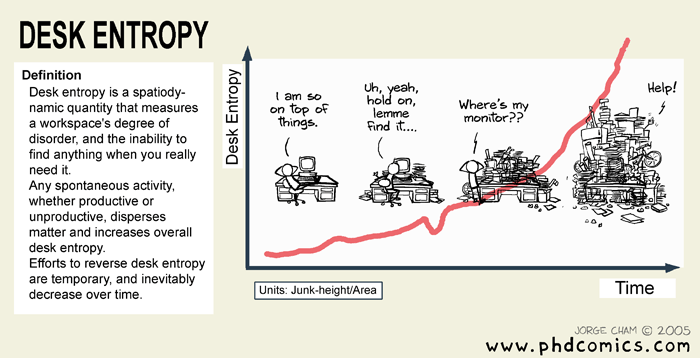 DESK ENTROPY
Definition
Desk entropy is a spatiody-
namic quantity that measures
a workspace's degree of
disorder, and the inability to
find anything when you really
need it.
Any spontaneous activity,
whether productive or
unproductive, disperses
matter and increases overall
desk entropy.
Efforts to reverse desk entropy
are temporary, and inevitably
decrease over time.
Desk Entropy
I am so
on top of
things.
Uh, yeah,
hold on,
lemme
find it....
Where's my
monitor??
Help!
Units: Junk-height/Area
Time
JORGE CHAM © 2005
www.phdcomics.com